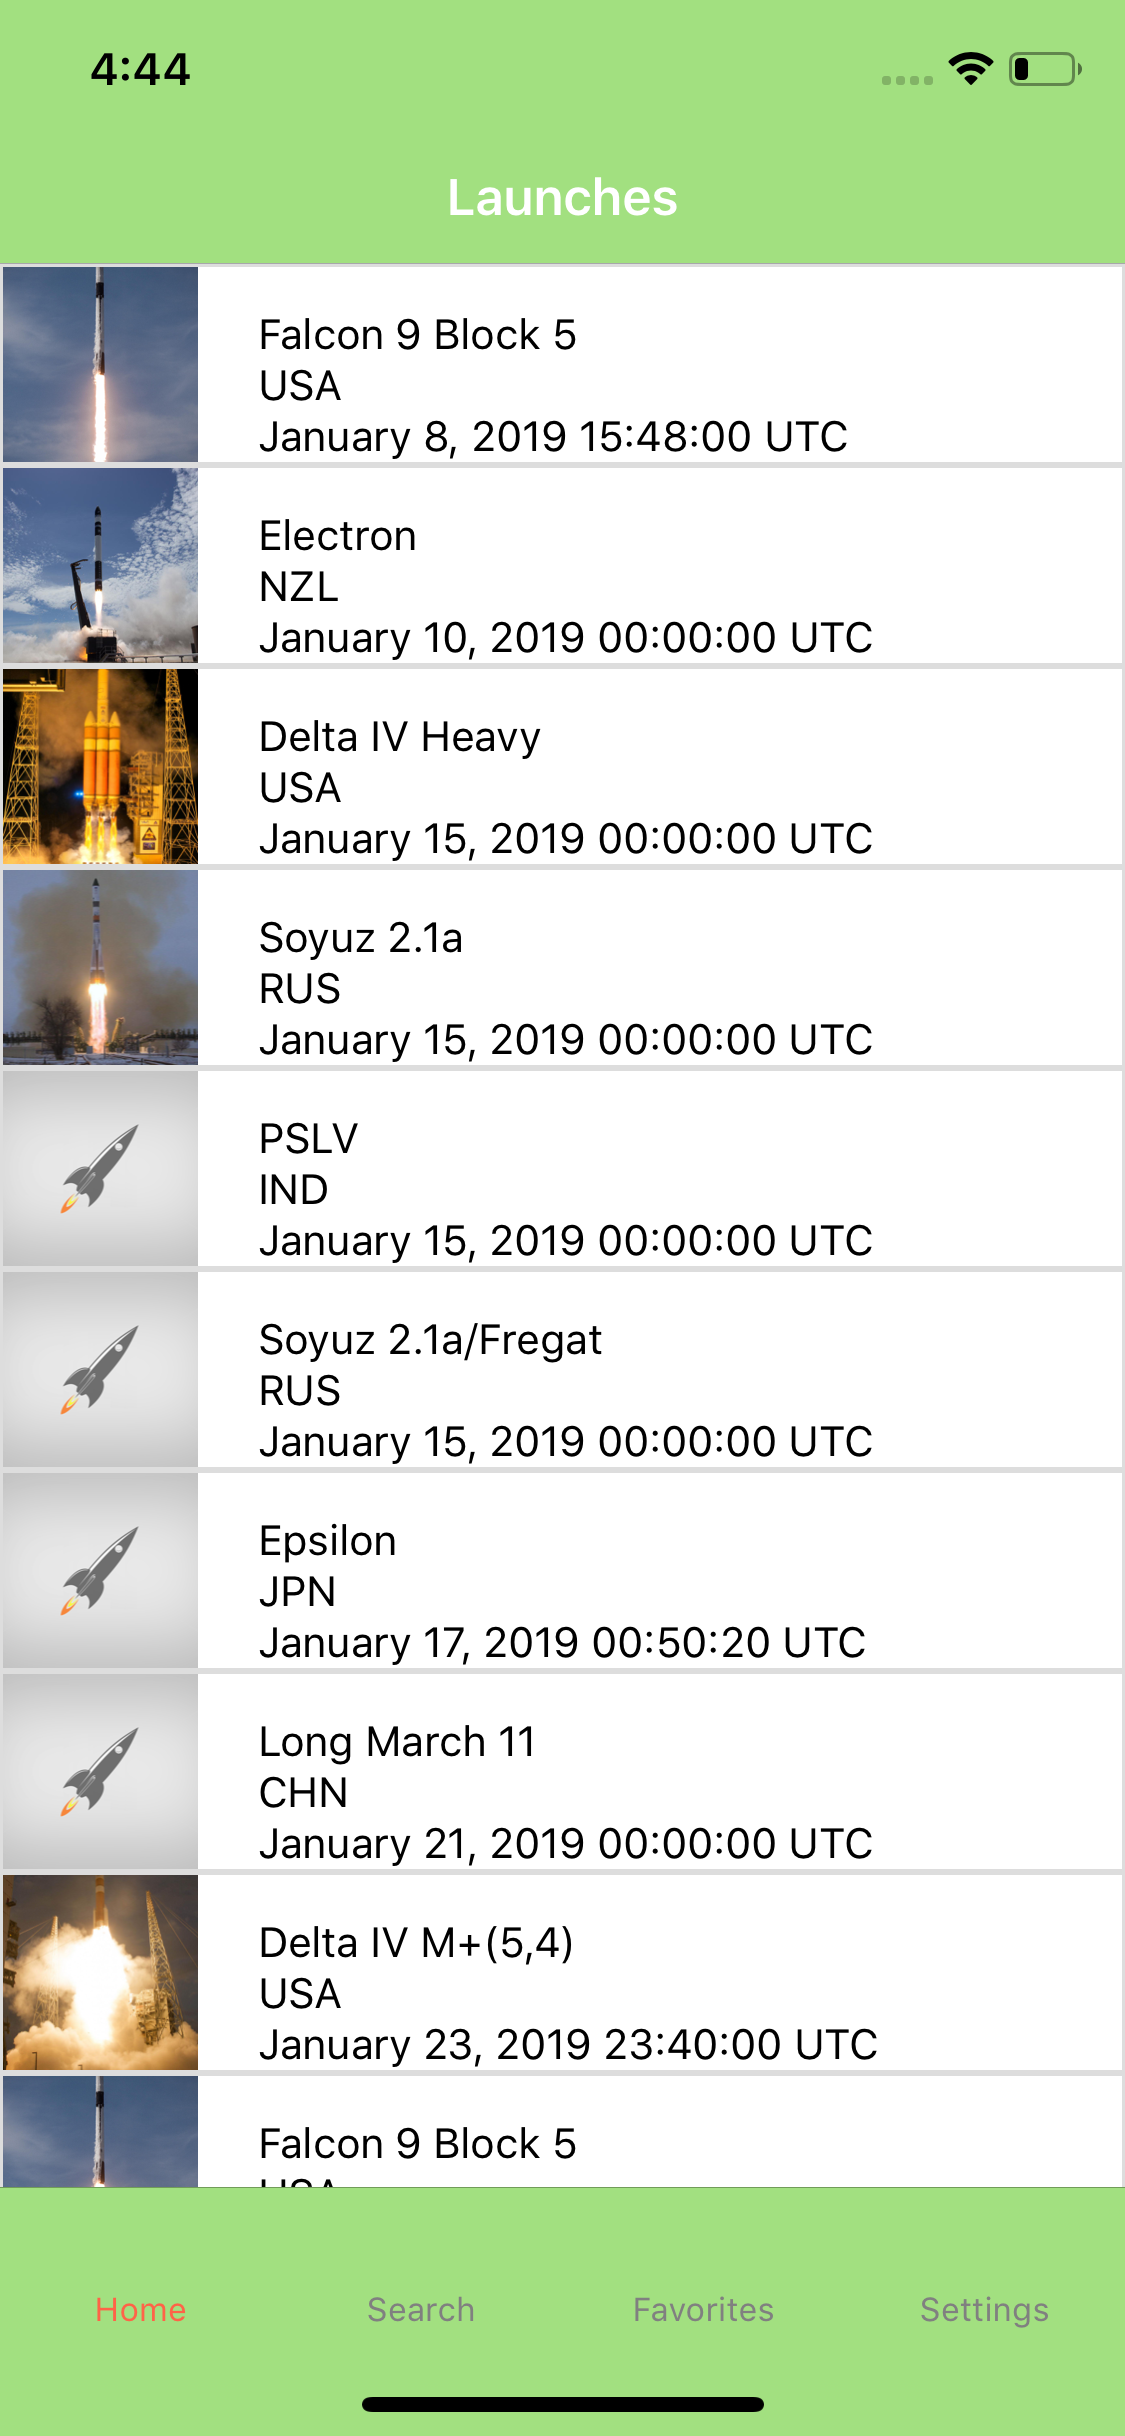 4:44
Launches
Falcon 9 Block 5
USA
January 8, 2019 15:48:00 UTC
Electron
NZL
January 10, 2019 00:00:00 UTC
Delta IV Heavy
USA
January 15, 2019 00:00:00 UTC
Soyuz 2.1a
RUS
January 15, 2019 00:00:00 UTC
PSLV
IND
January 15, 2019 00:00:00 UTC
Soyuz 2.1a/Fregat
RUS
January 15, 2019 00:00:00 UTC
Epsilon
JPN
January 17, 2019 00:50:20 UTC
Long March 11
CHN
January 21, 2019 00:00:00 UTC
Delta IV M+(5,4)
USA
January 23, 2019 23:40:00 UTC
Falcon 9 Block 5
USA
Home
Search
Favorites
Settings